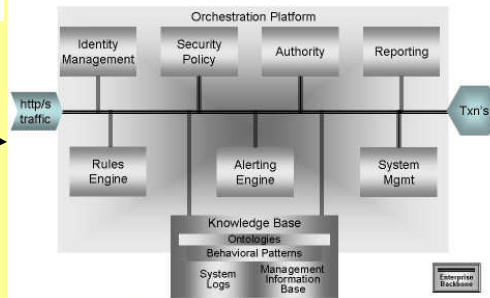 Orchestration Platform
Identity
Management
Security
Policy
Authority
Reporting
http/s
traffic
Txn's
Rules
Engine
Alerting
Engine
System
Mgmt
Knowledge Base
Ontologies
Behavioral Patterns
System
Logs
Management
Information
Base
Enterprise
Backbone